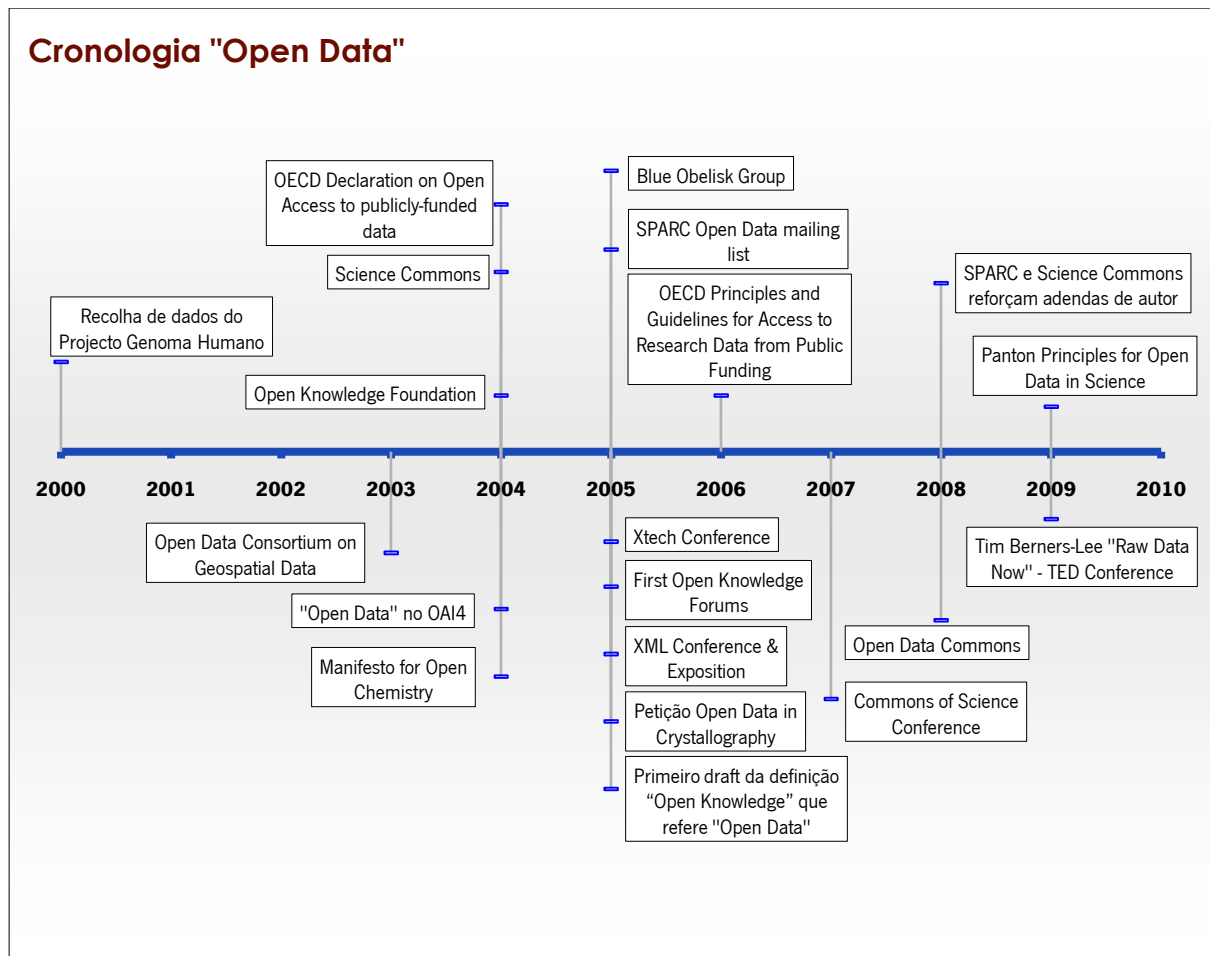 Cronologia "Open Data"
OECD Declaration on Open
Access to publicly-funded
data
Science Commons
Recolha de dados do
Projecto Genoma Humano
Open Knowledge Foundation
Blue Obelisk Group
SPARC Open Data mailing
list
OECD Principles and
Guidelines for Access to
Research Data from Public
Funding
SPARC e Science Commons
reforçam adendas de autor
Panton Principles for Open
Data in Science
2000
2001
2002
2003
2004
2005
2006
2007
2008
2009
2010
Open Data Consortium on
Geospatial Data
"Open Data" no OAI4
Manifesto for Open
Chemistry
Xtech Conference
First Open Knowledge
Forums
XML Conference &
Exposition
Petição Open Data in
Crystallography
Primeiro draft da definição
“Open Knowledge” que
refere "Open Data"
Tim Berners-Lee "Raw Data
Now" - TED Conference
Open Data Commons
Commons of Science
Conference